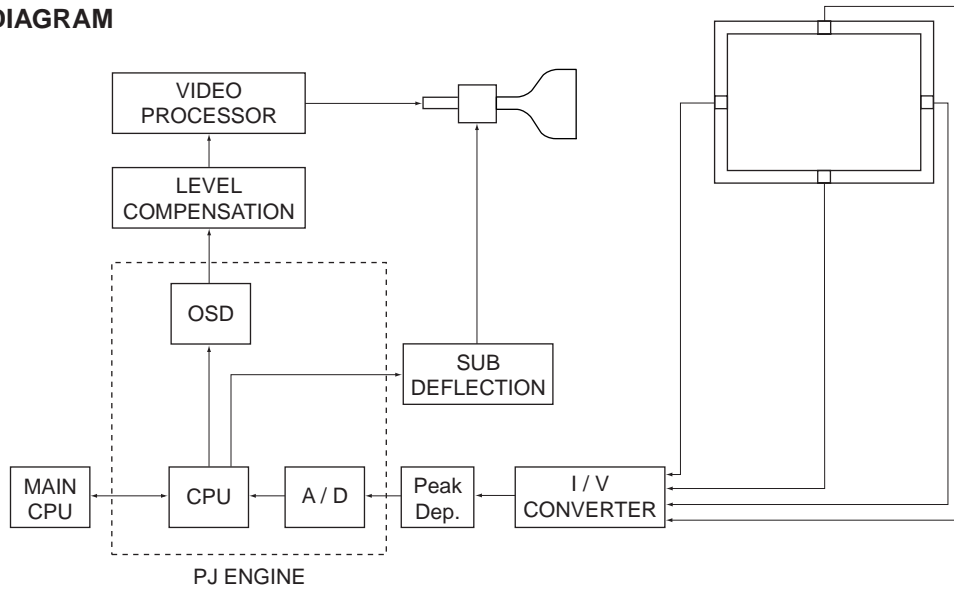 DIAGRAM
VIDEO
PROCESSOR
LEVEL
COMPENSATION
OSD
SUB
DEFLECTION
MAIN
CPU
CPU
A / D
Peak
Dep.
I / V
CONVERTER
PJ ENGINE